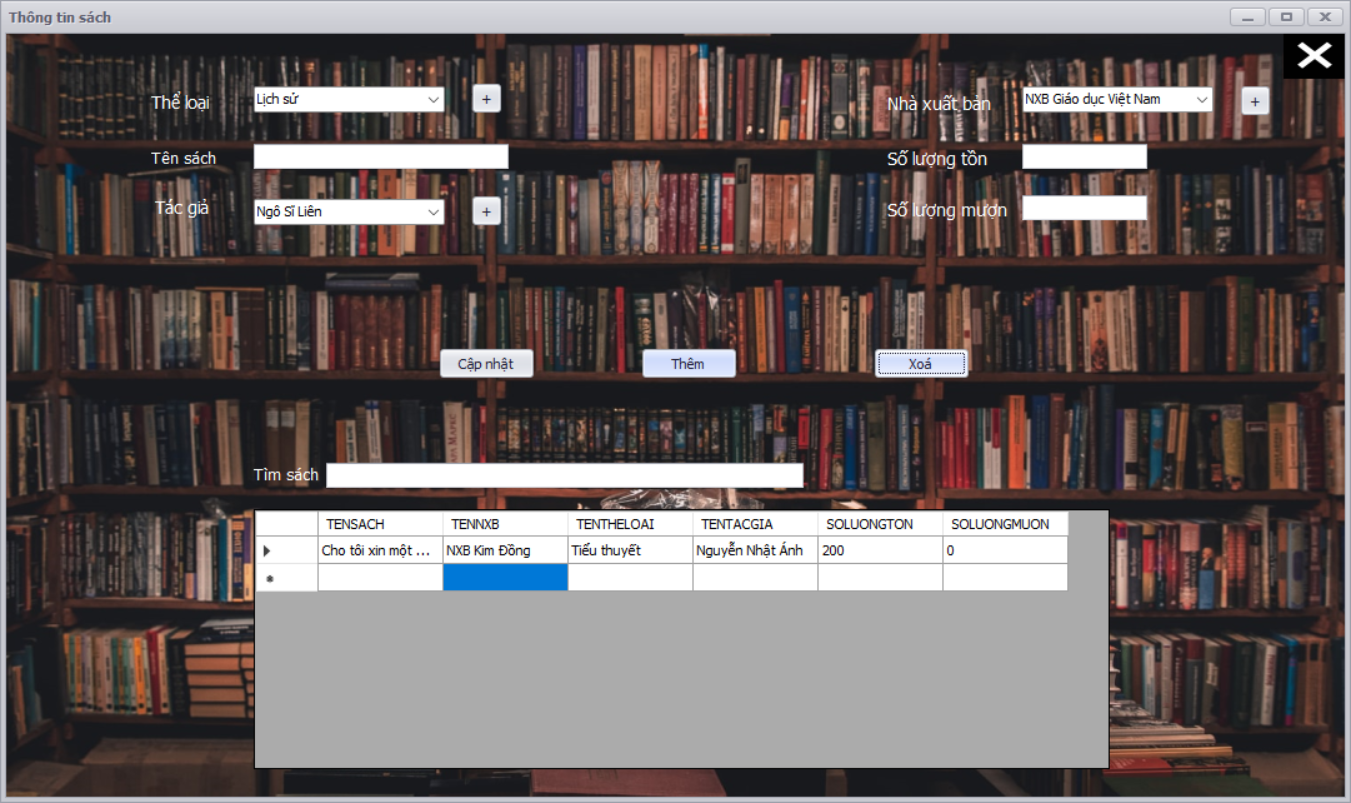 Thông tin sách
Thể loại
Lịch sử
+
Nhà xuất bản
NXB Giáo dục Việt Nam
+
Tên sách
Số lượng tồn
Tác giả
Ngô Sĩ Liên
+
Số lượng mượn
Cập nhật
Thêm
Xoá
Tìm sách
TENSACH TENNXB TENTHELOAI TENTACGIA SOLUONGTON SOLUONGMUON
Cho tôi xin một ... NXB Kim Đồng Tiểu thuyết Nguyễn Nhật Ánh 200 0